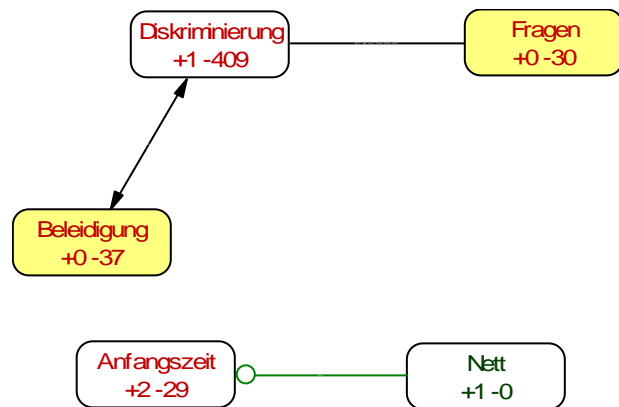 Diskriminierung
+1 -409
Fragen
+0 -30
Beleidigung
+0 -37
Anfangszeit
+2 -29
Nett
+1 -0